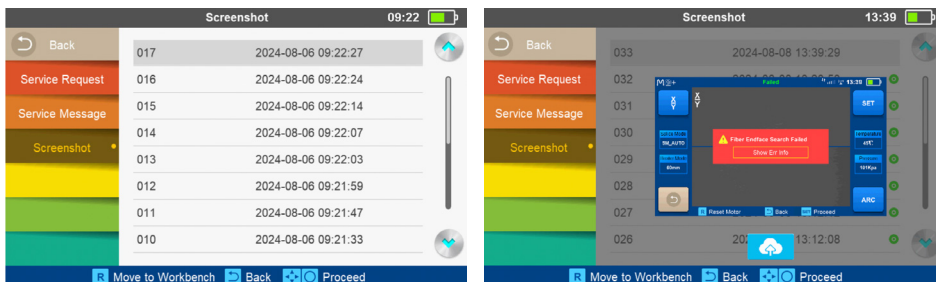 Screenshot 09:22
Back
Service Request
Service Message
Screenshot
017 2024-08-06 09:22:27
016 2024-08-06 09:22:24
015 2024-08-06 09:22:14
014 2024-08-06 09:22:07
013 2024-08-06 09:22:03
012 2024-08-06 09:21:59
011 2024-08-06 09:21:47
010 2024-08-06 09:21:33
R Move to Workbench Back Proceed
Screenshot 13:39
Back
Service Request
Service Message
Screenshot
033 2024-08-08 13:39:29
032
031
030
029
028
027
026 13:12:08
Failed 13:39
X
Y
X
Y
SET
SM_AUTO
60mm
Fiber Endface Search Failed
Show Err Info
Temperature
45℃
Pressure
101Kpa
ARC
R Reset Motor Back Proceed
R Move to Workbench Back Proceed